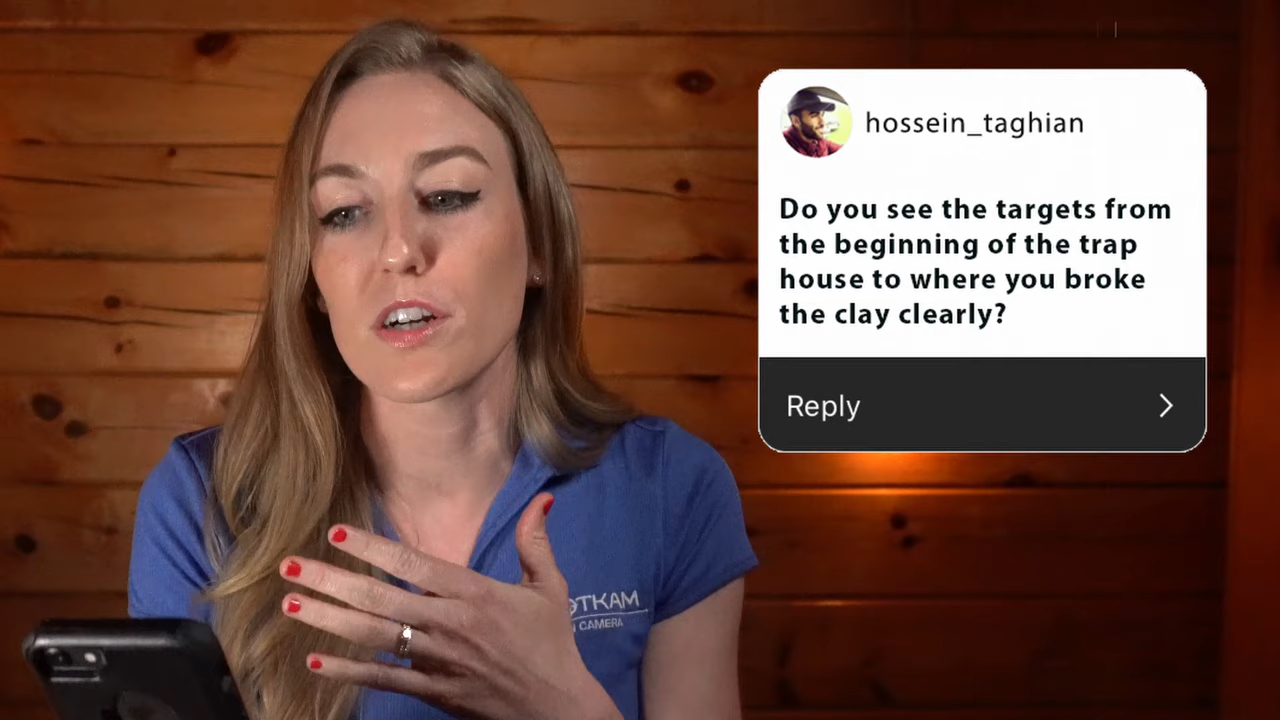 hossein_taghian
Do you see the targets from
the beginning of the trap
house to where you broke
the clay clearly?
Reply
CAMERA